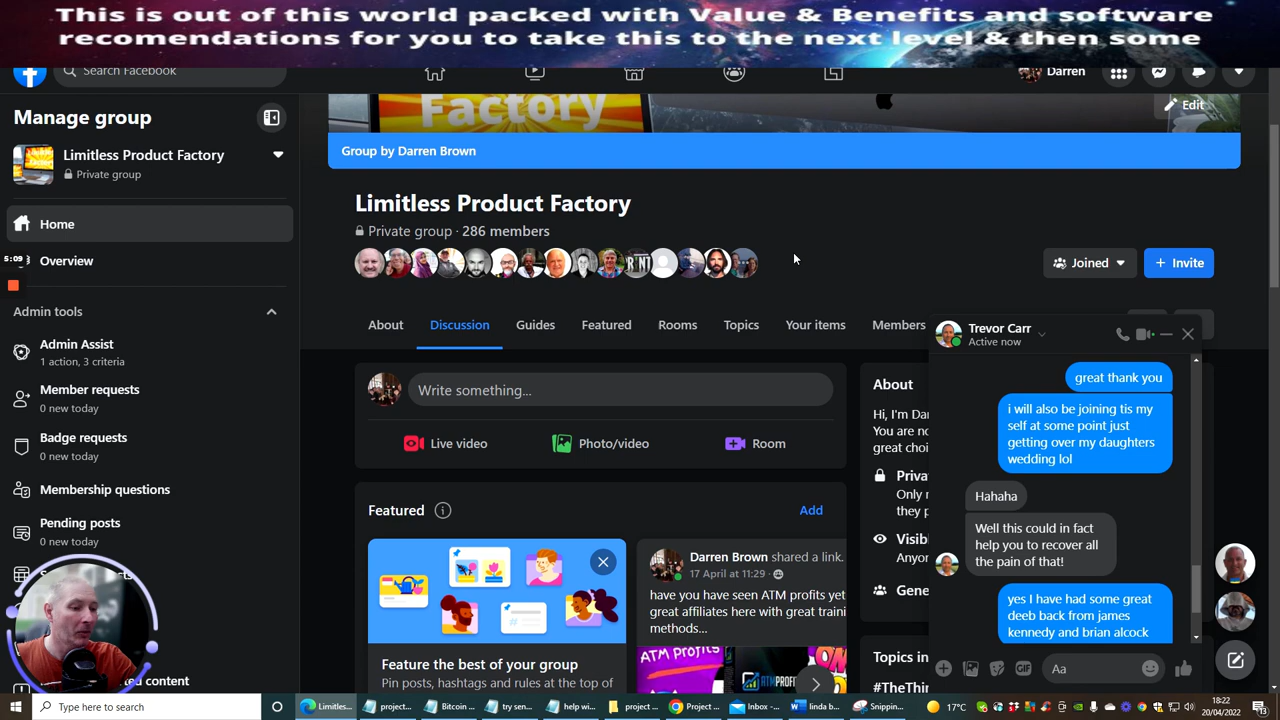 This is out of this world packed with Value & Benefits and software
recomendations for you to take this to the next level & then some
Search Facebook
Darren
Manage group
Limitless Product Factory
Private group
Home
5:09
Overview
Admin tools
Admin Assist
1 action, 3 criteria
Member requests
0 new today
Badge requests
0 new today
Membership questions
Pending posts
0 new today
Factory
Edit
Group by Darren Brown
Limitless Product Factory
Private group · 286 members
Joined
+ Invite
About
Discussion
Guides
Featured
Rooms
Topics
Your items
Members
Write something...
Live video
Photo/video
Room
Featured
Add
Feature the best of your group
Pin posts, hashtags and rules at the top of
Darren Brown shared a link.
17 April at 11:29
have you have seen ATM profits yet
great affiliates here with great traini
methods...
ATM PROFITS
ATMPROFITS
About
Hi, I'm Da
You are no
great choi
Priva
Only
they p
Visib
Anyor
Gene
Topics in
#TheThin
Trevor Carr
Active now
great thank you
i will also be joining tis my
self at some point just
getting over my daughters
wedding lol
Hahaha
Well this could in fact
help you to recover all
the pain of that!
yes I have had some great
deeb back from james
kennedy and brian alcock
GIF
Aa
Type here to search
Limitles...
project...
Bitcoin ...
try sen...
help wi...
project ...
Project ...
Inbox - ...
linda b...
Snippin...
17°C
18:22
20/04/2022